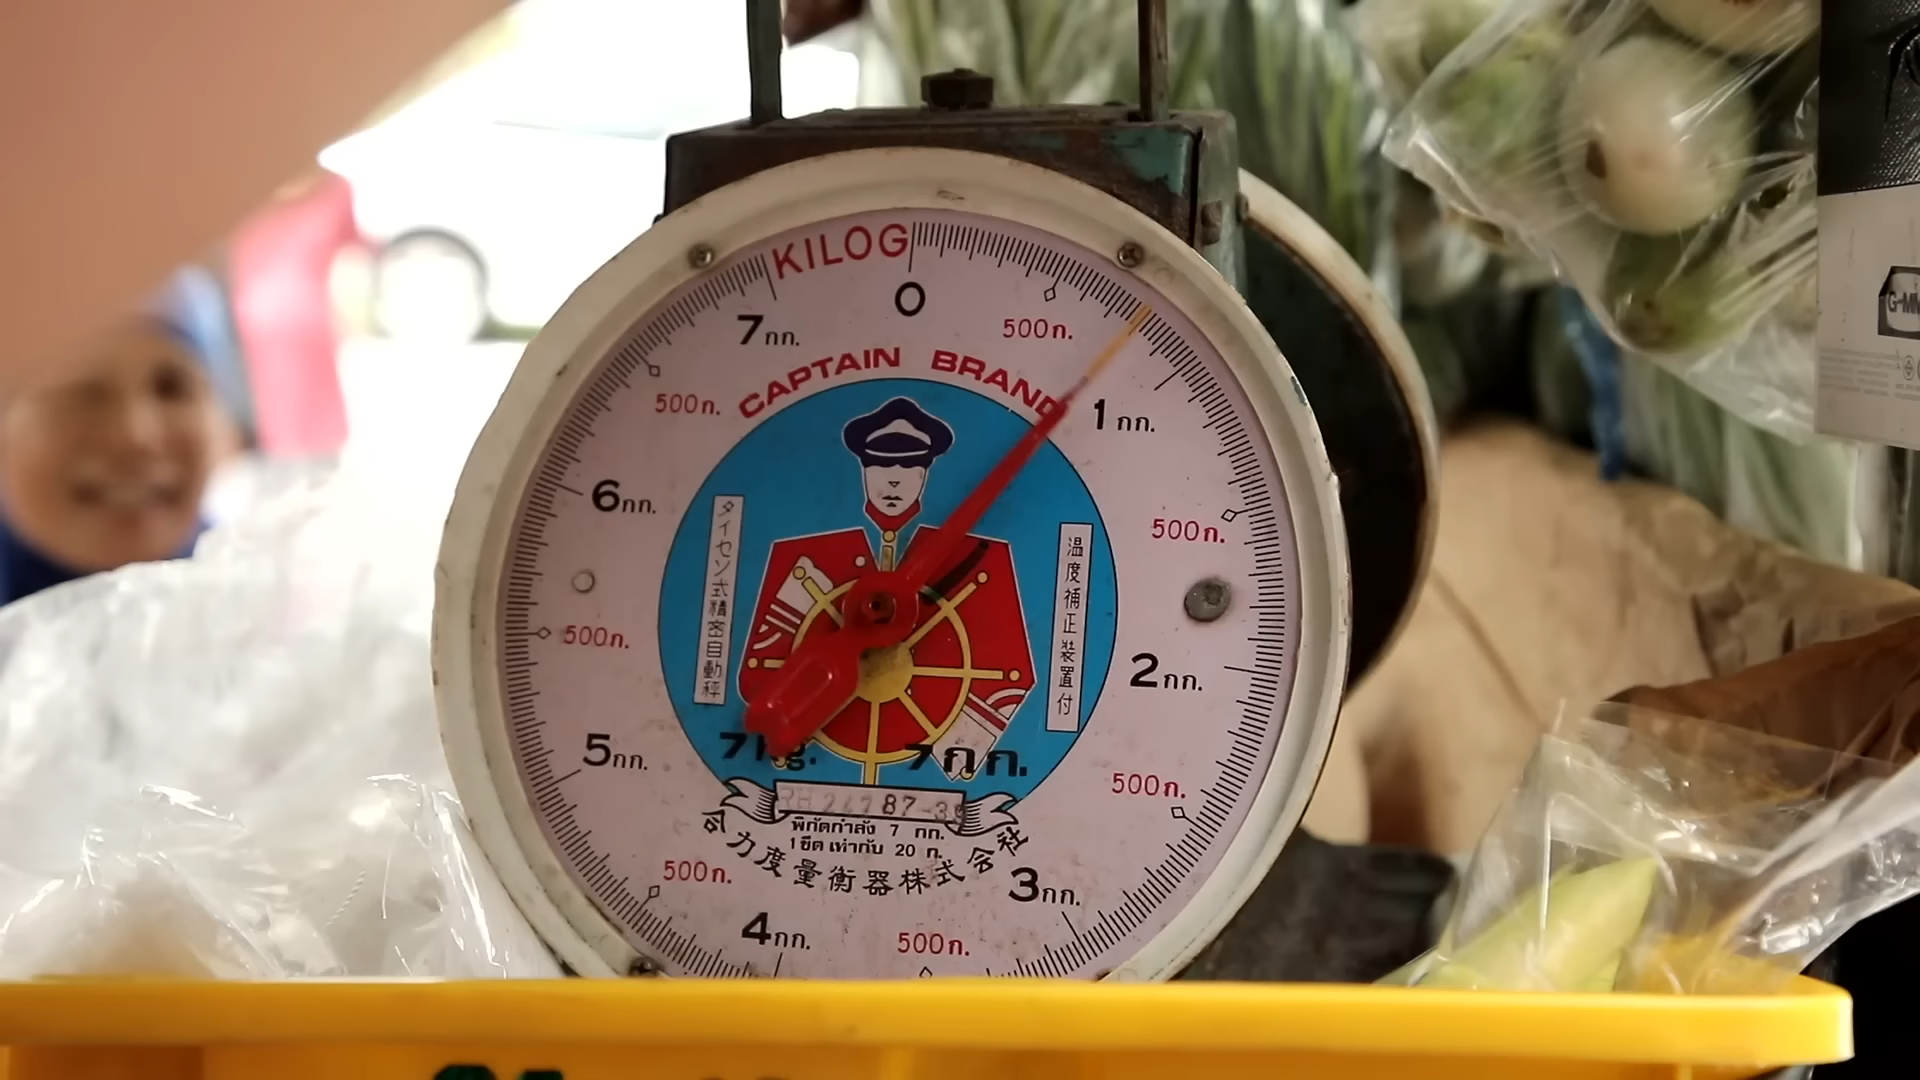 KILOG
0
500ก.
1กก.
500ก.
2กก.
500ก.
3กก.
500ก.
4กก.
500ก.
5กก.
500ก.
6กก.
500ก.
7กก.
CAPTAIN BRAND
タイセソ式精密自動秤
温度補正装置付
7kg. 7กก.
87-39
พิกัดกำลัง 7 กก.
1ขีด เท่ากับ 20 ก.
合力度量衡器株式会社